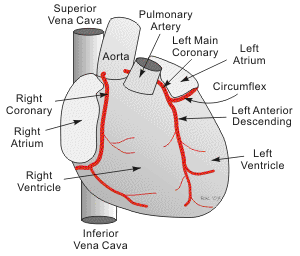 Superior
Vena Cava
Pulmonary
Artery
Left Main
Coronary
Left
Atrium
Aorta
Circumflex
Right
Coronary
Left Anterior
Descending
Right
Atrium
Left
Ventricle
Right
Ventricle
Inferior
Vena Cava